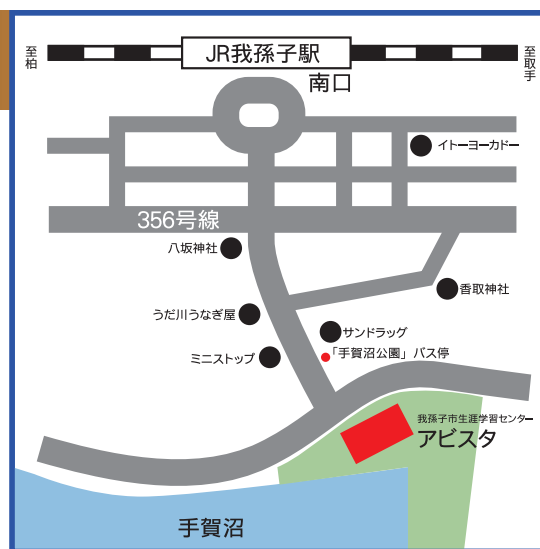 JR我孫子駅
至柏
至取手
南口
イトーヨーカドー
356号線
八坂神社
香取神社
うだ川うなぎ屋
サンドラッグ
「手賀沼公園」バス停
ミニストップ
我孫子市生涯学習センター
アビスタ
手賀沼